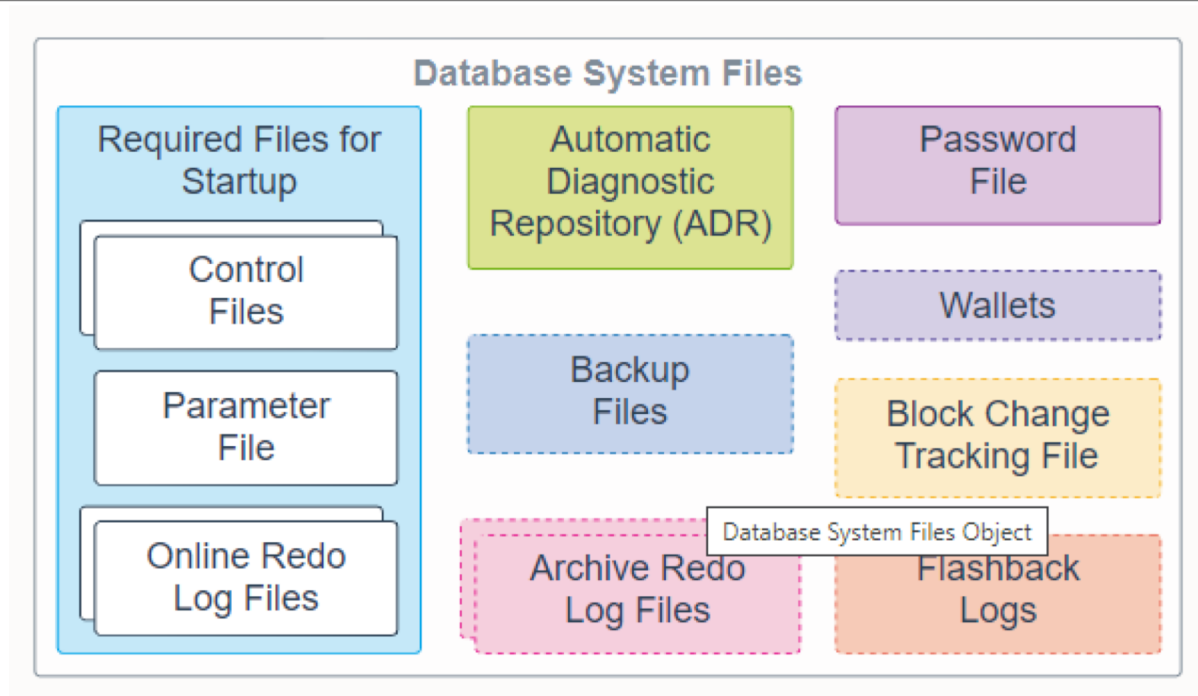 Database System Files
Required Files for
Startup
Control
Files
Parameter
File
Online Redo
Log Files
Automatic
Diagnostic
Repository (ADR)
Backup
Files
Archive Redo
Log Files
Password
File
Wallets
Block Change
Tracking File
Database System Files Object
Flashback
Logs